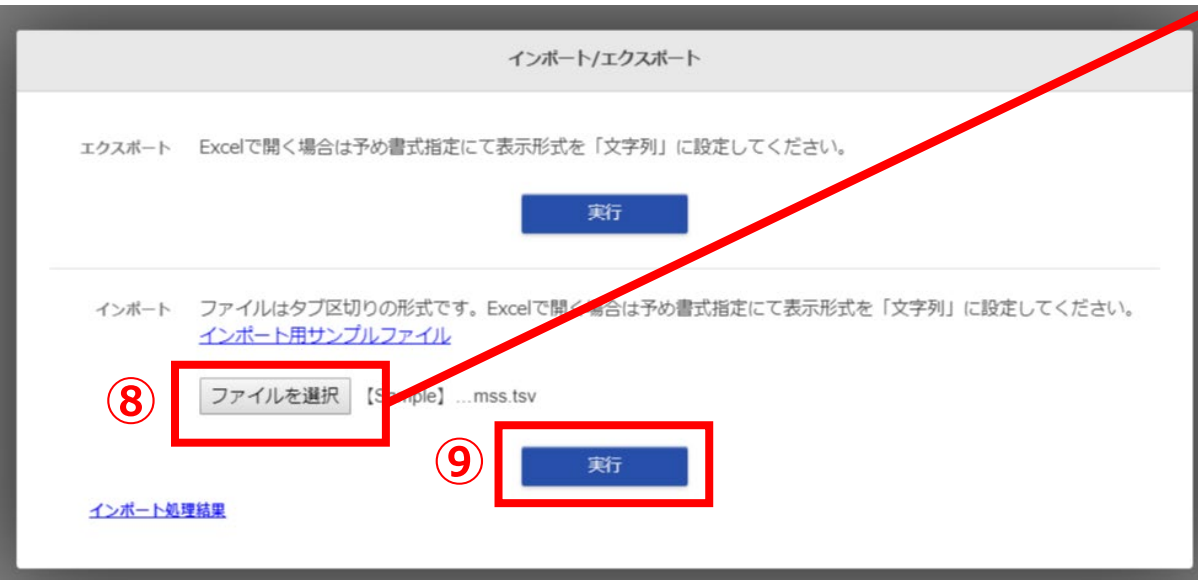 インポート/エクスポート
エクスポート Excelで開く場合は予め書式指定にて表示形式を「文字列」に設定してください。
実行
インポート ファイルはタブ区切りの形式です。Excelで開く場合は予め書式指定にて表示形式を「文字列」に設定してください。
インポート用サンプルファイル
⑧ ファイルを選択 【Sample】...mss.tsv
⑨ 実行
インポート処理結果